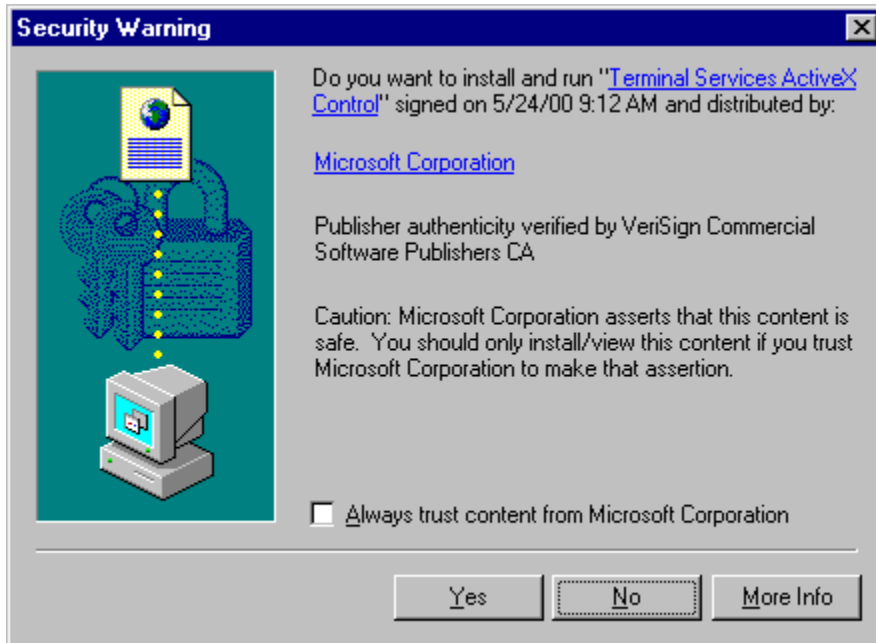 Security Warning
Do you want to install and run "Terminal Services ActiveX
Control" signed on 5/24/00 9:12 AM and distributed by:
Microsoft Corporation
Publisher authenticity verified by VeriSign Commercial
Software Publishers CA
Caution: Microsoft Corporation asserts that this content is
safe.  You should only install/view this content if you trust
Microsoft Corporation to make that assertion.
Always trust content from Microsoft Corporation
Yes
No
More Info